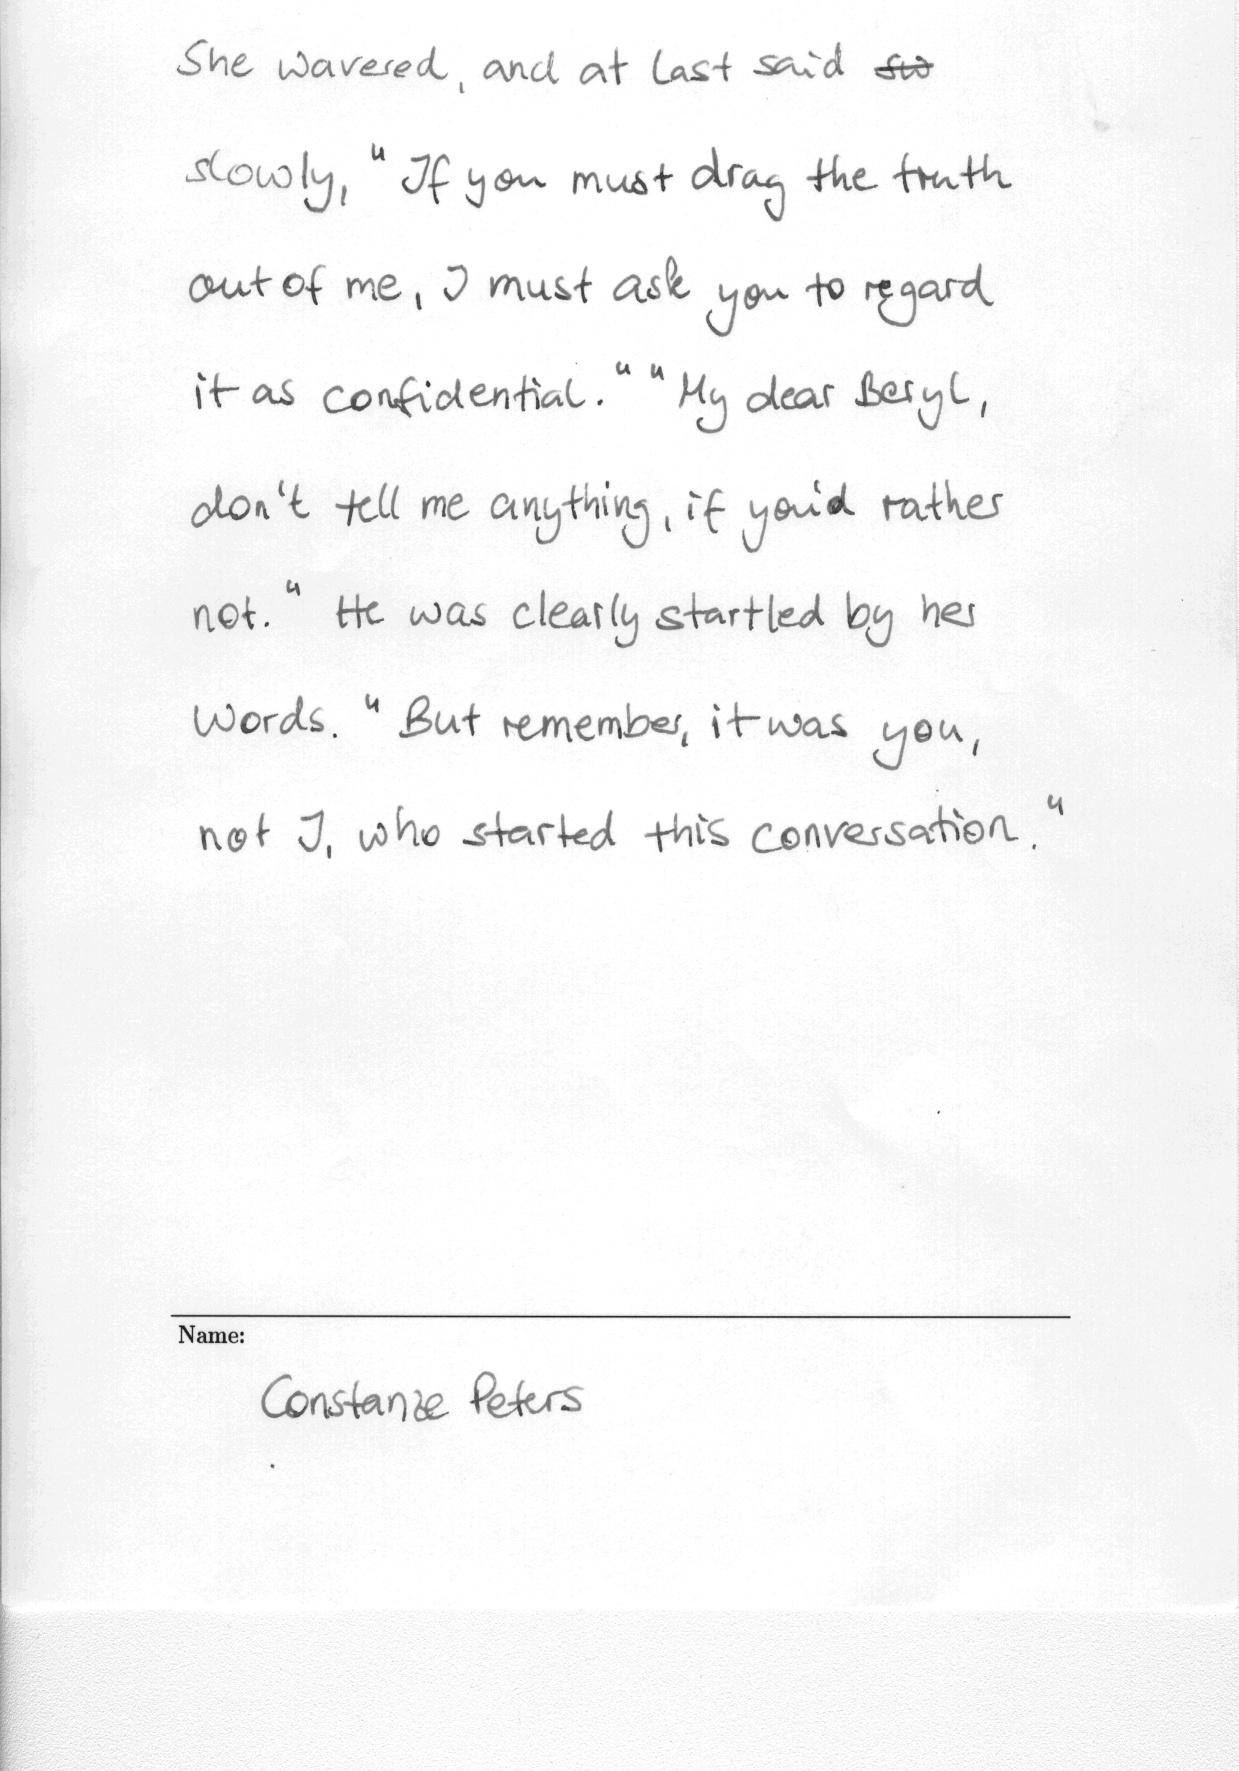 She wavered, and at last said
slowly, "If you must drag the truth
out of me, I must ask you to regard
it as confidential." "My dear Beryl,
don't tell me anything, if you'd rather
not." He was clearly startled by her
words. "But remember, it was you,
not I, who started this conversation."
Name:
Constanze Peters